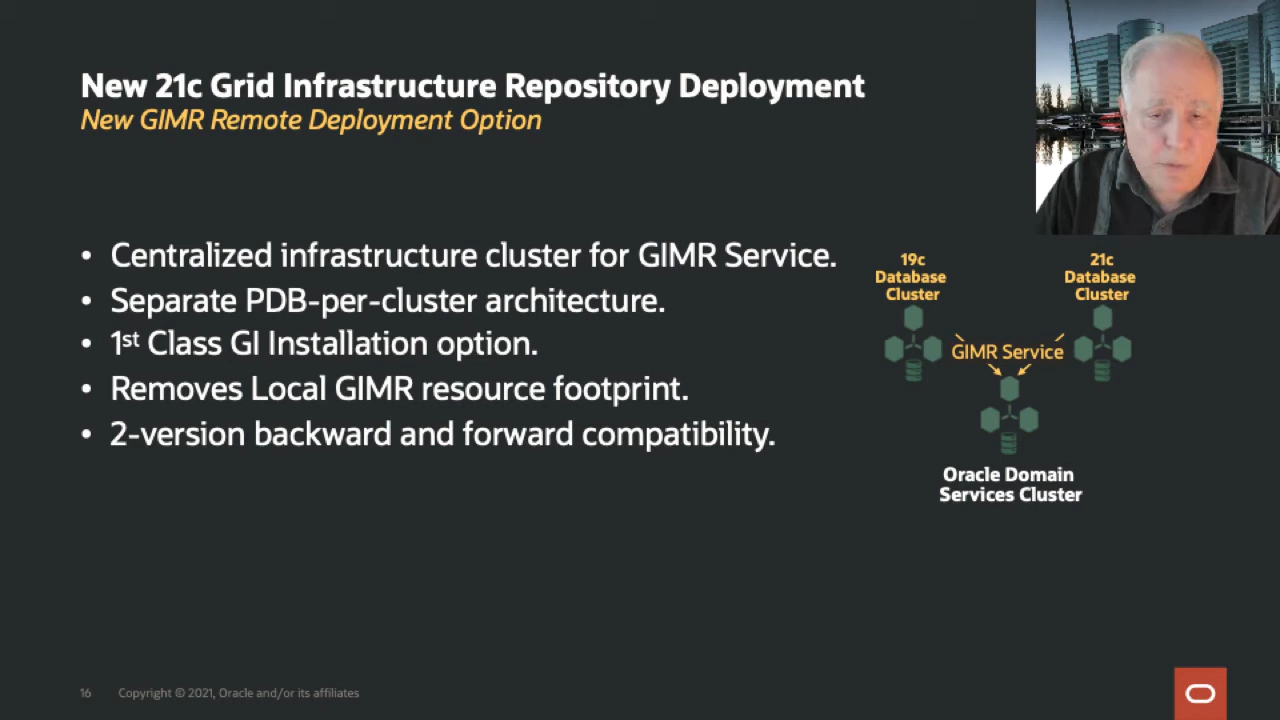 New 21c Grid Infrastructure Repository Deployment
New GIMR Remote Deployment Option
• Centralized infrastructure cluster for GIMR Service.
• Separate PDB-per-cluster architecture.
• 1st Class GI Installation option.
• Removes Local GIMR resource footprint.
• 2-version backward and forward compatibility.
19c
Database
Cluster
21c
Database
Cluster
GIMR Service
Oracle Domain
Services Cluster
16
Copyright © 2021, Oracle and/or its affiliates